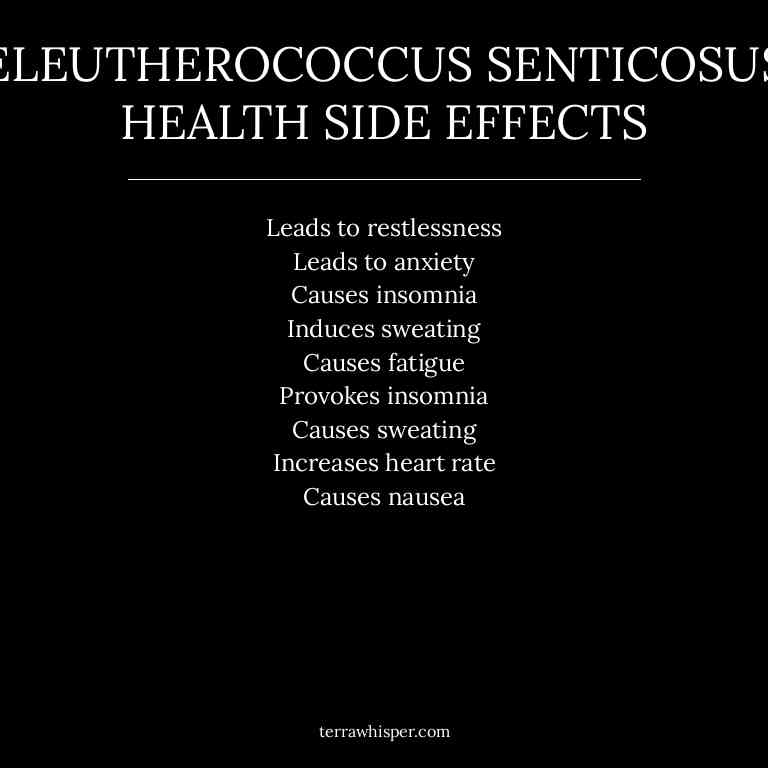 ELEUTHEROCOCCUS SENTICOSUS
HEALTH SIDE EFFECTS
Leads to restlessness
Leads to anxiety
Causes insomnia
Induces sweating
Causes fatigue
Provokes insomnia
Causes sweating
Increases heart rate
Causes nausea
terrawhisper.com